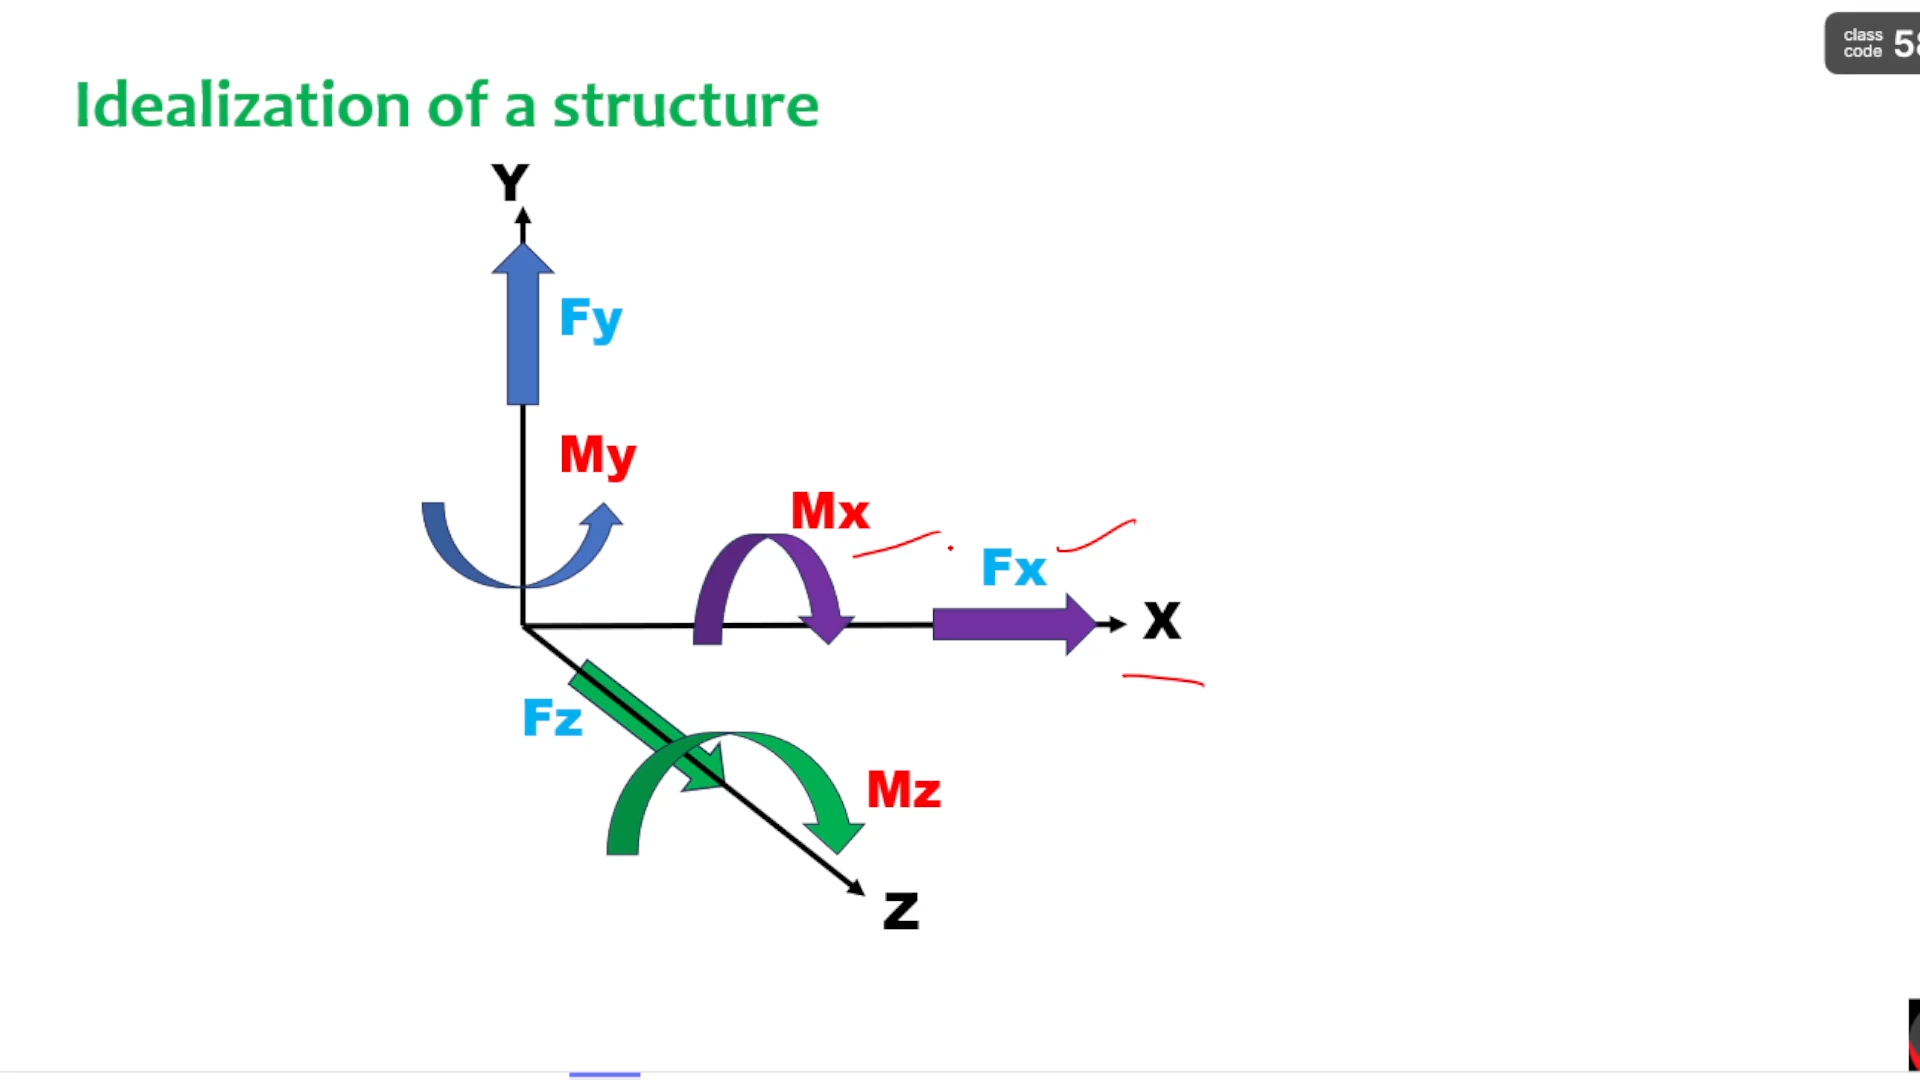 class
code
Idealization of a structure
Y
Fy
My
Mx
Fx
X
Fz
Mz
Z